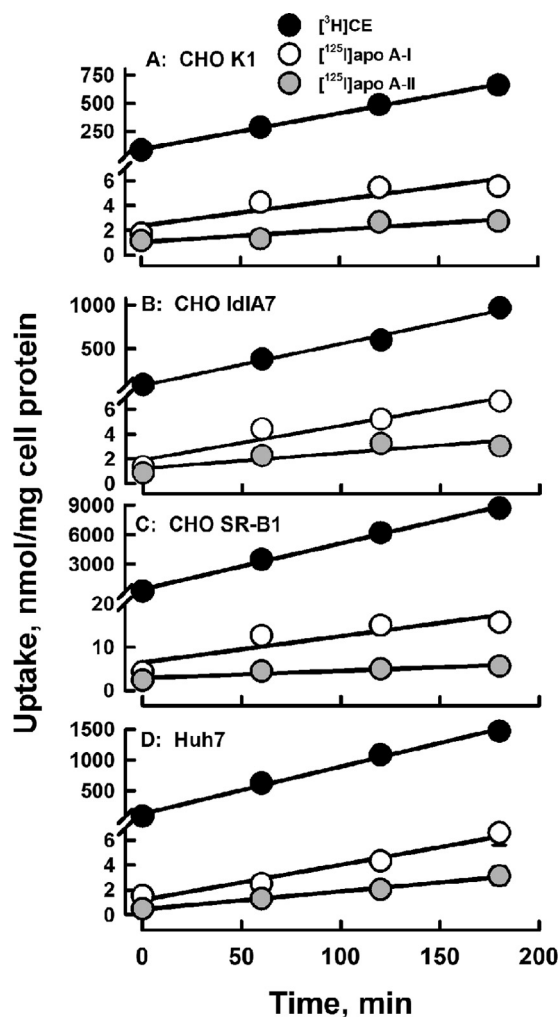 [³H]CE
A: CHO K1
[¹²⁵I]apo A-I
[¹²⁵I]apo A-II
750
500
250
6
4
2
0
B: CHO ldlA7
1000
500
6
4
2
0
C: CHO SR-B1
9000
6000
3000
20
10
0
D: Huh7
1500
1000
500
6
4
2
0
0 50 100 150 200
Time, min
Uptake, nmol/mg cell protein